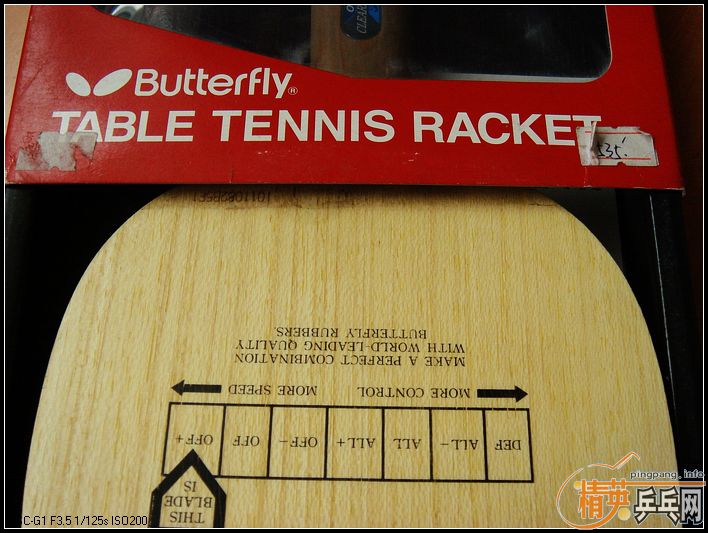 CLEAR
Butterfly®
TABLE TENNIS RACKET
535.
MAKE A PERFECT COMBINATION
WITH WORLD-LEADING QUALITY
BUTTERFLY RUBBERS.
MORE CONTROL MORE SPEED
DEF ALL- ALL ALL+ OFF- OFF OFF+
THIS
BLADE
IS
C-G1 F3.5 1/125s ISO200
pingpang.info
精英乒乓网